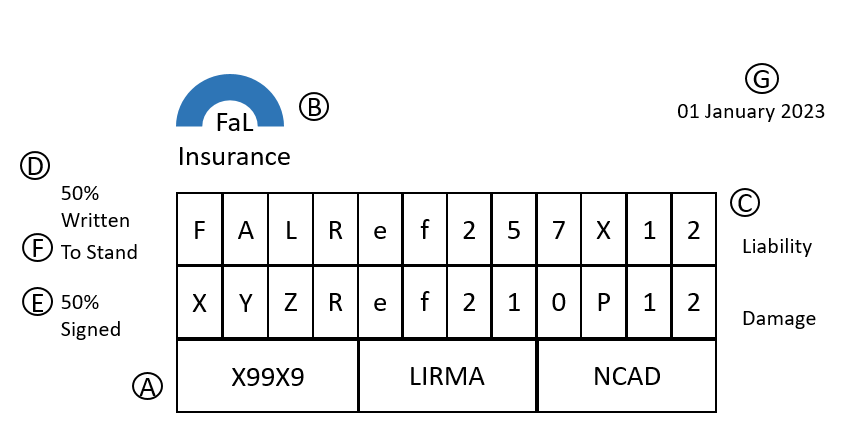 G
01 January 2023
B
FaL
Insurance
D
50%
Written
F To Stand
C
F A L R e f 2 5 7 X 1 2
Liability
E 50%
Signed
X Y Z R e f 2 1 0 P 1 2
Damage
A
X99X9 LIRMA NCAD